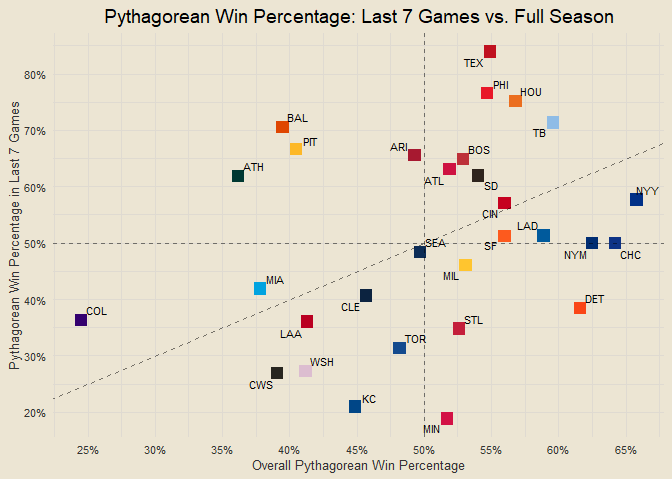 Pythagorean Win Percentage: Last 7 Games vs. Full Season
Pythagorean Win Percentage in Last 7 Games
80%
70%
60%
50%
40%
30%
20%
TEX
PHI
HOU
BAL
TB
PIT
ARI
BOS
ATH
ATL
SD
NYY
CIN
LAD
SEA
SF
NYM
CHC
MIL
MIA
DET
CLE
COL
STL
LAA
TOR
WSH
CWS
KC
MIN
25%
30%
35%
40%
45%
50%
55%
60%
65%
Overall Pythagorean Win Percentage